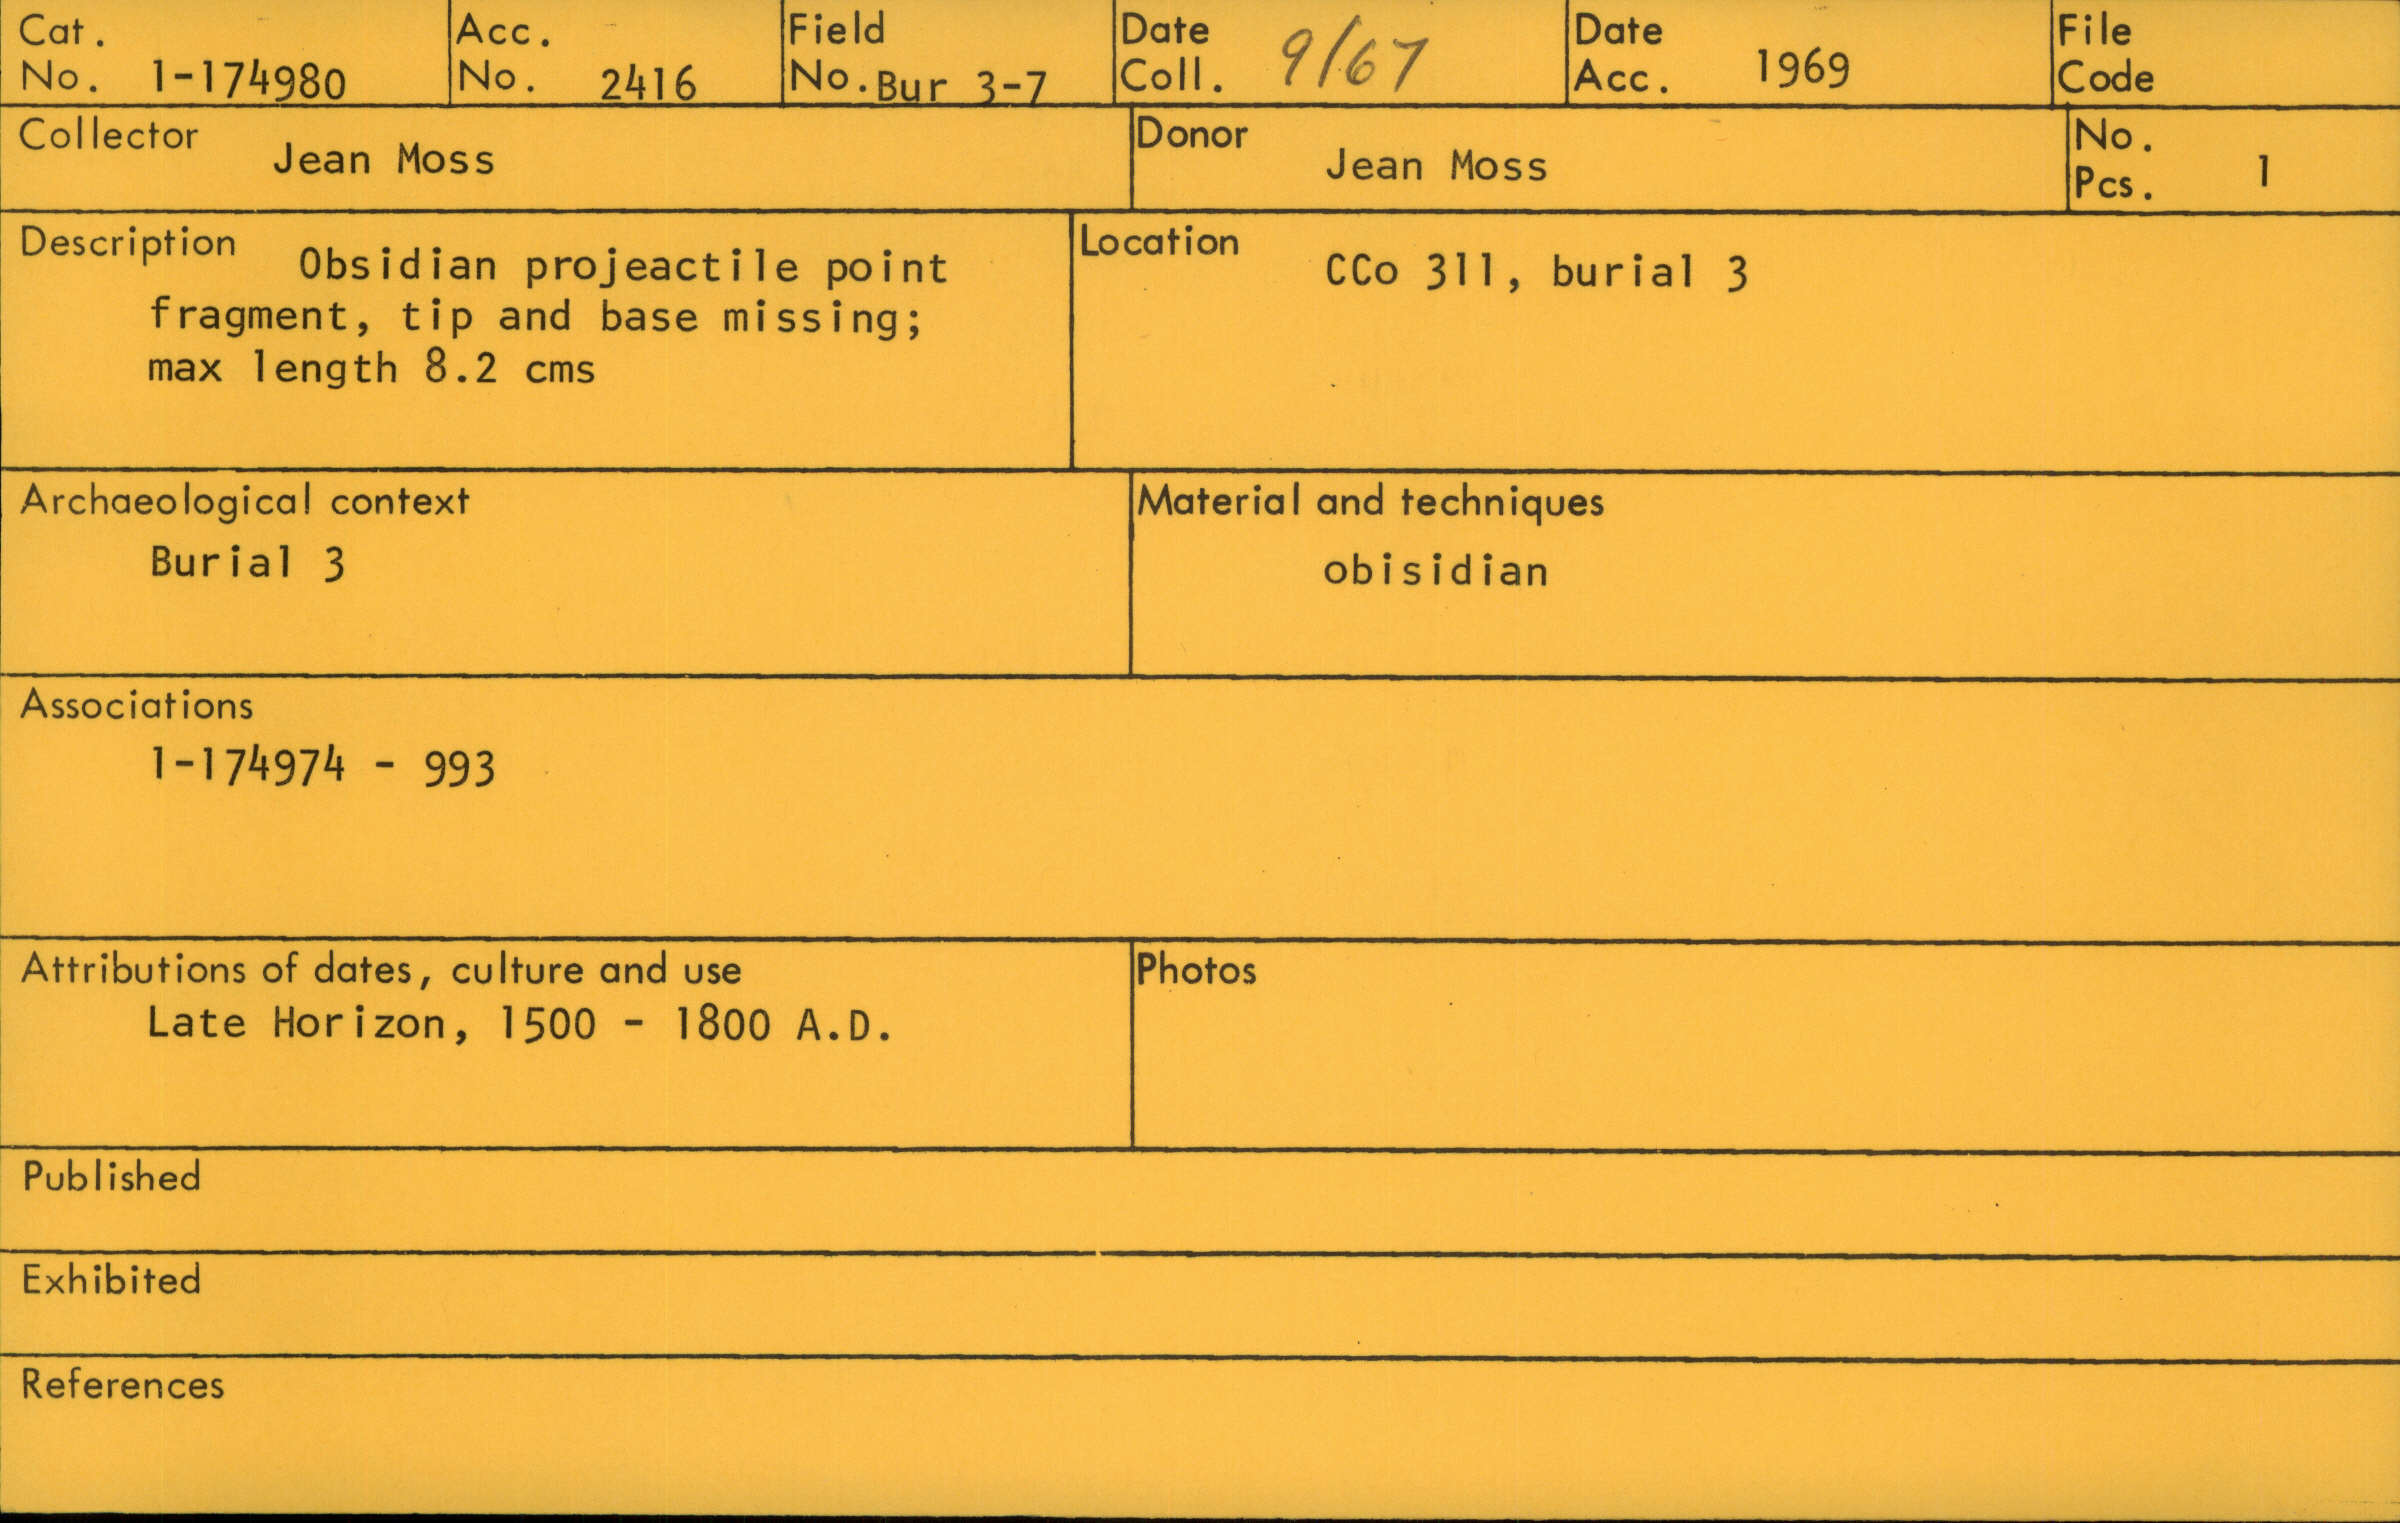 Cat. No. 1-174980
Acc. No. 2416
Field No. Bur 3-7
Date Coll. 9/67
Date Acc. 1969
File Code
Collector Jean Moss
Donor Jean Moss
No. Pcs. 1
Description Obsidian projeactile point
fragment, tip and base missing;
max length 8.2 cms
Location CCo 311, burial 3
Archaeological context
Burial 3
Material and techniques
obisidian
Associations
1-174974 - 993
Attributions of dates, culture and use
Late Horizon, 1500 - 1800 A.D.
Photos
Published
Exhibited
References